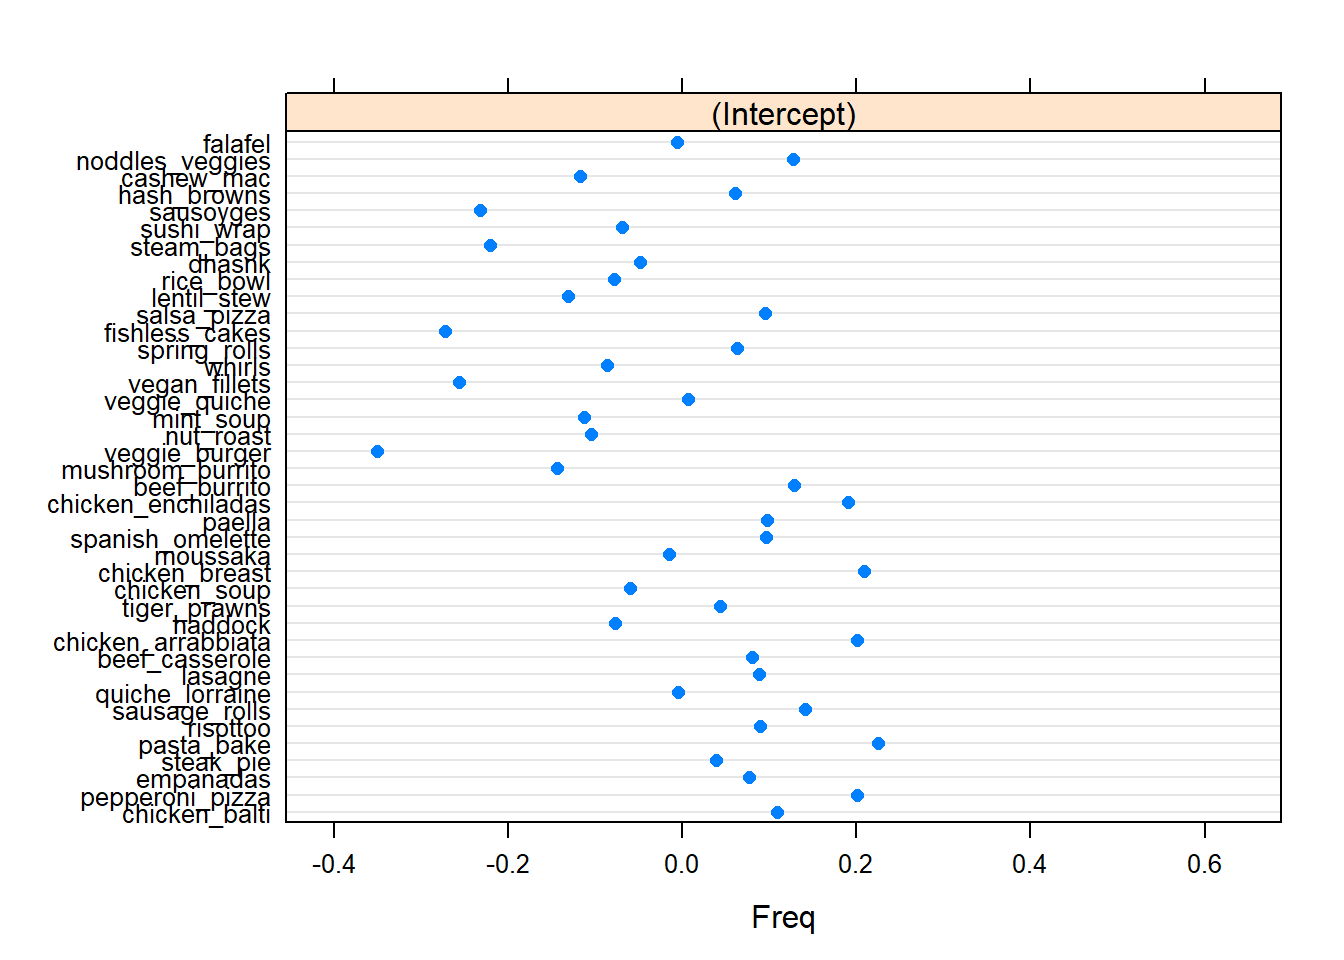 (Intercept)
falafel
noddles_veggies
cashew_mac
hash_browns
sausoyges
sushi_wrap
steam_bags
dhashk
rice_bowl
lentil_stew
salsa_pizza
fishless_cakes
spring_rolls
whirls
vegan_fillets
veggie_quiche
mint_soup
nut_roast
veggie_burger
mushroom_burrito
beef_burrito
chicken_enchiladas
paella
spanish_omelette
moussaka
chicken_breast
chicken_soup
tiger_prawns
haddock
chicken_arrabbiata
beef_casserole
lasagne
quiche_lorraine
sausage_rolls
risottoo
pasta_bake
steak_pie
empanadas
pepperoni_pizza
chicken_balti
-0.4 -0.2 0.0 0.2 0.4 0.6
Freq